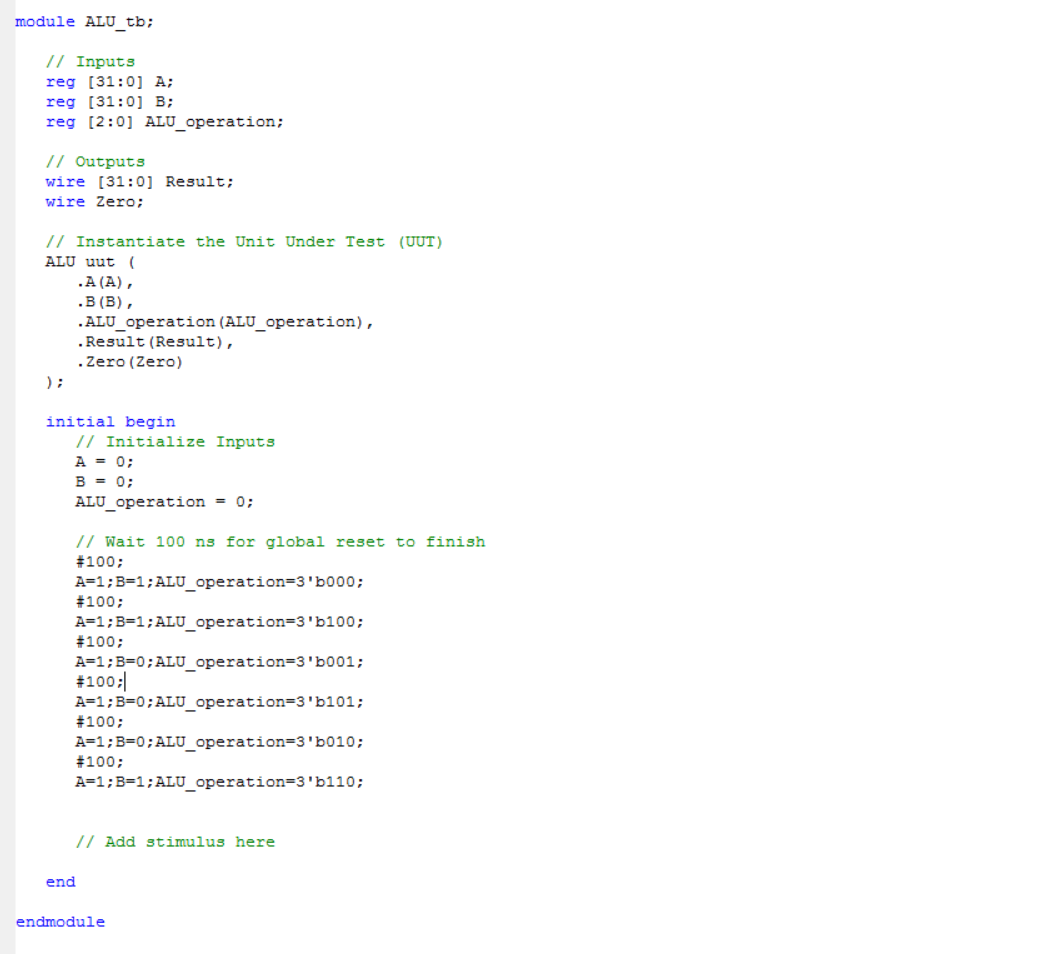 module ALU_tb;
// Inputs
reg [31:0] A;
reg [31:0] B;
reg [2:0] ALU_operation;
// Outputs
wire [31:0] Result;
wire Zero;
// Instantiate the Unit Under Test (UUT)
ALU uut (
.A(A),
.B(B),
.ALU_operation(ALU_operation),
.Result(Result),
.Zero(Zero)
);
initial begin
// Initialize Inputs
A = 0;
B = 0;
ALU_operation = 0;
// Wait 100 ns for global reset to finish
#100;
A=1;B=1;ALU_operation=3'b000;
#100;
A=1;B=1;ALU_operation=3'b100;
#100;
A=1;B=0;ALU_operation=3'b001;
#100;
A=1;B=0;ALU_operation=3'b101;
#100;
A=1;B=0;ALU_operation=3'b010;
#100;
A=1;B=1;ALU_operation=3'b110;
// Add stimulus here
end
endmodule